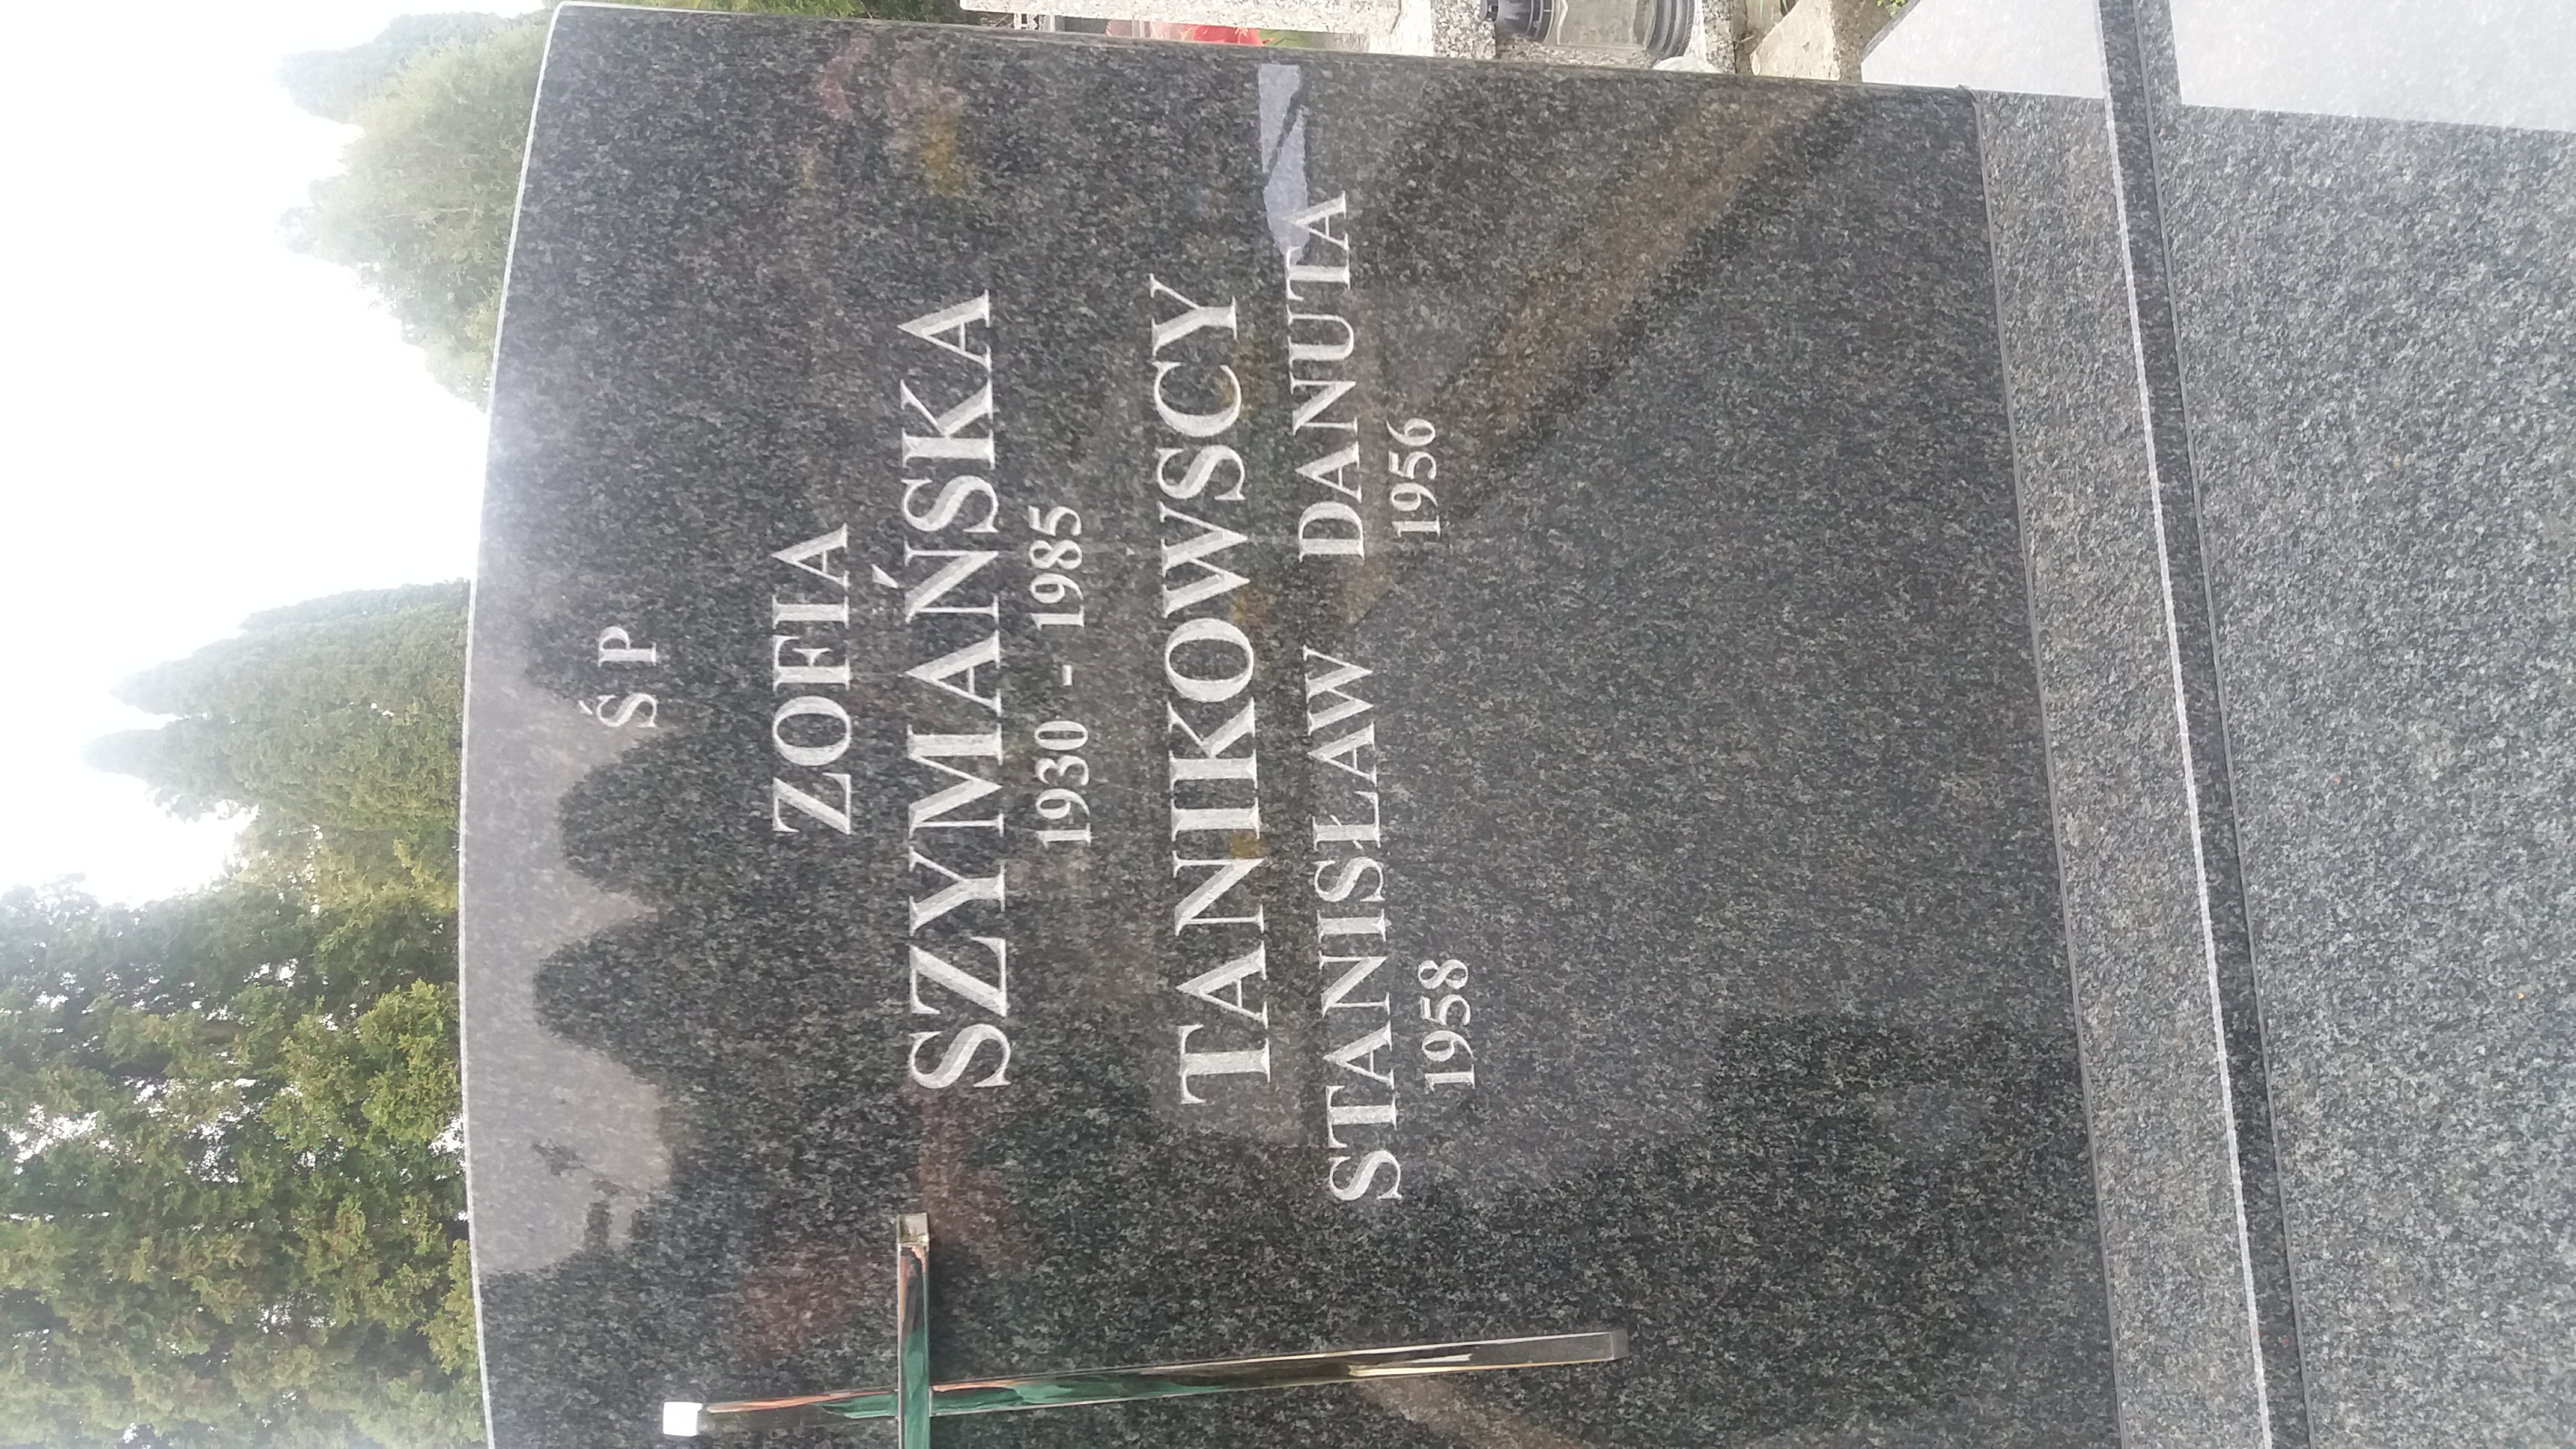 Ś P
ZOFIA
SZYMAŃSKA
1930 - 1985
TANIKOWSCY
STANISŁAW DANUTA
1958 1956